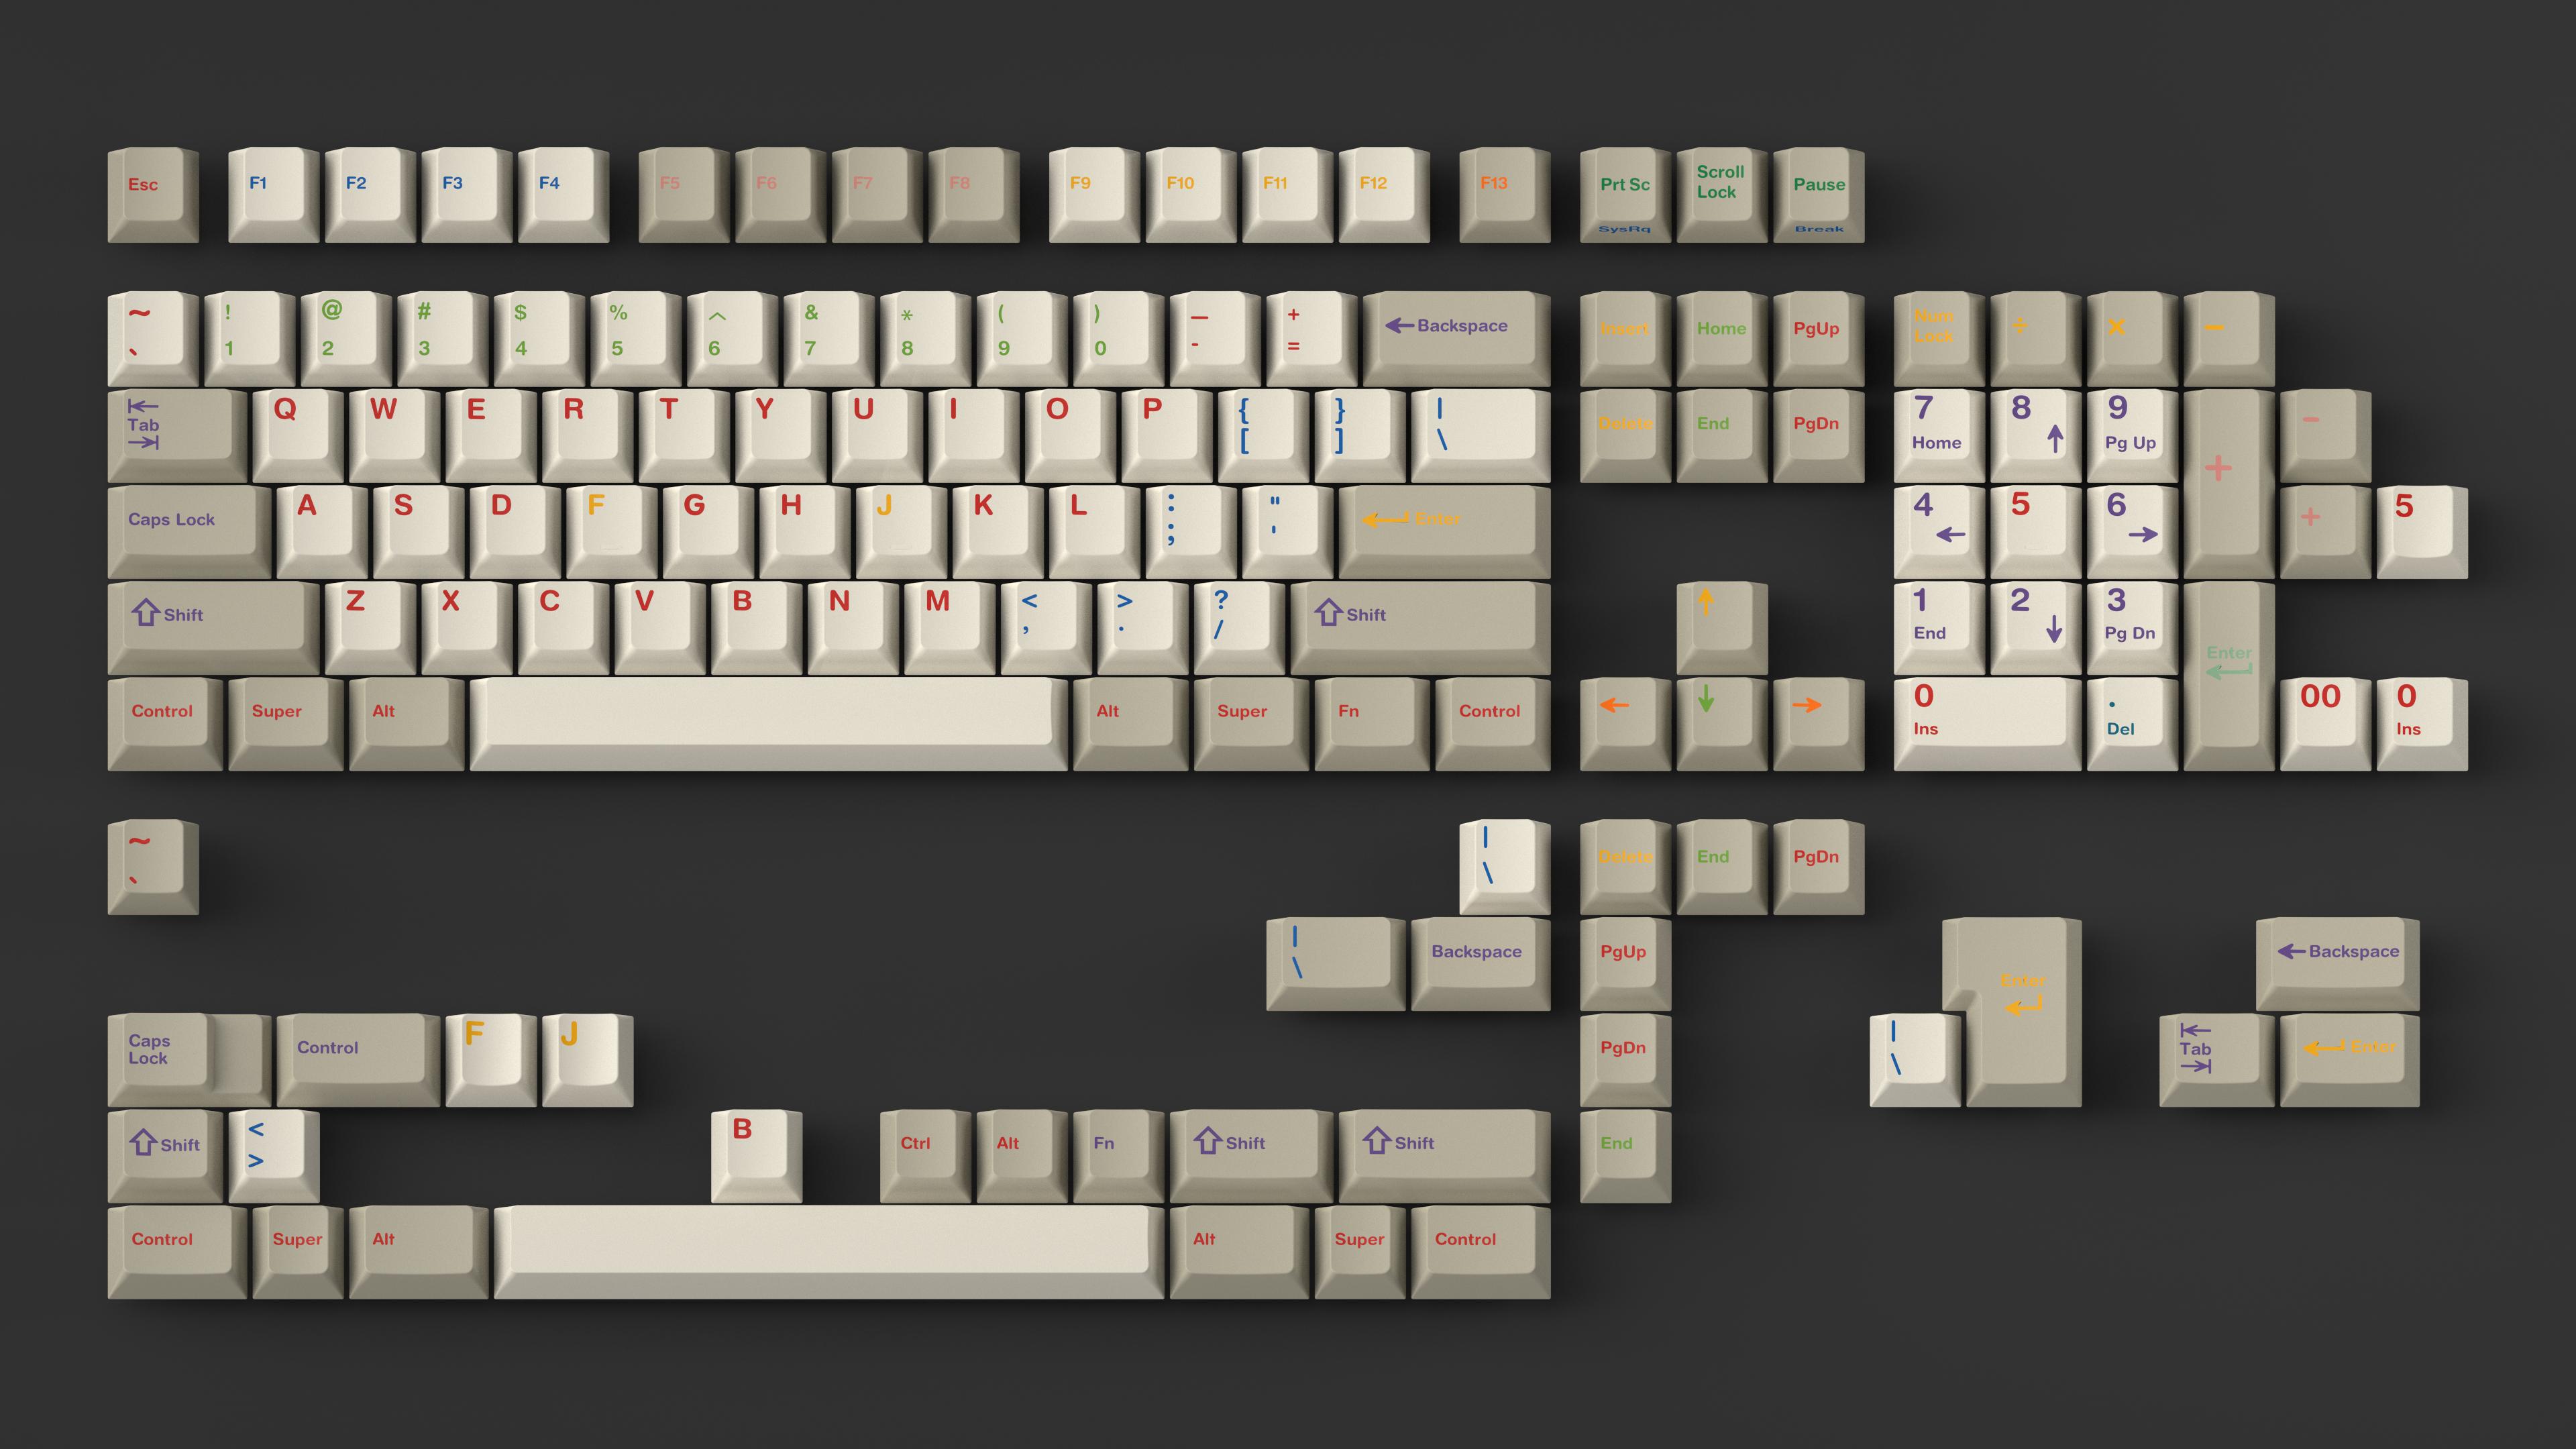 Esc F1 F2 F3 F4 F5 F6 F7 F8 F9 F10 F11 F12 F13 Prt Sc Scroll Pause
Lock
SysRq Break
~ ! @ # $ % ^ & * ( ) — + ← Backspace Insert Home PgUp Num ÷ × −
` 1 2 3 4 5 6 7 8 9 0 - = Lock
Tab Q W E R T Y U I O P { } | Delete End PgDn 7 8 9 + −
[ ] \ Home ↑ Pg Up
Caps Lock A S D F G H J K L : " Enter 4 5 6 + 5
; ' ← →
Shift Z X C V B N M < > ? Shift ↑ 1 2 3 Enter
, . / End ↓ Pg Dn
Control Super Alt Alt Super Fn Control ← ↓ → 0 . 00 0
Ins Del Ins
~ | Delete End PgDn
` \
| Backspace PgUp Enter ← Backspace
\
Caps Control F J PgDn | Tab Enter
Lock \
Shift < B Ctrl Alt Fn Shift Shift End
>
Control Super Alt Alt Super Control